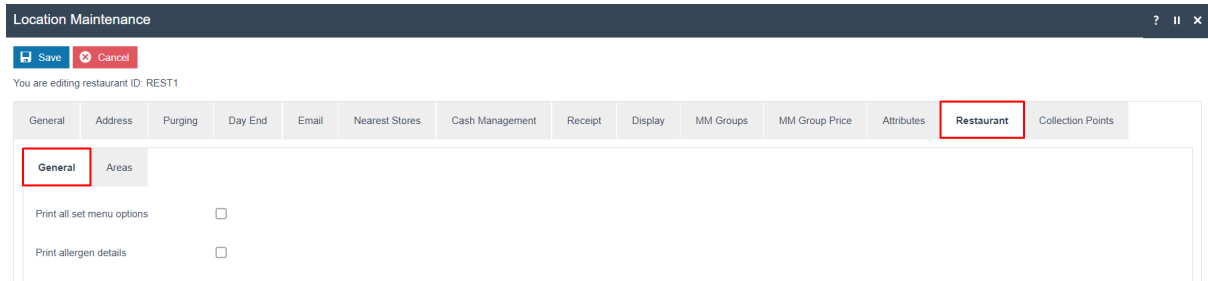 Location Maintenance ? II ×
Save Cancel
You are editing restaurant ID: REST1
General Address Purging Day End Email Nearest Stores Cash Management Receipt Display MM Groups MM Group Price Attributes Restaurant Collection Points
General Areas
Print all set menu options
Print allergen details